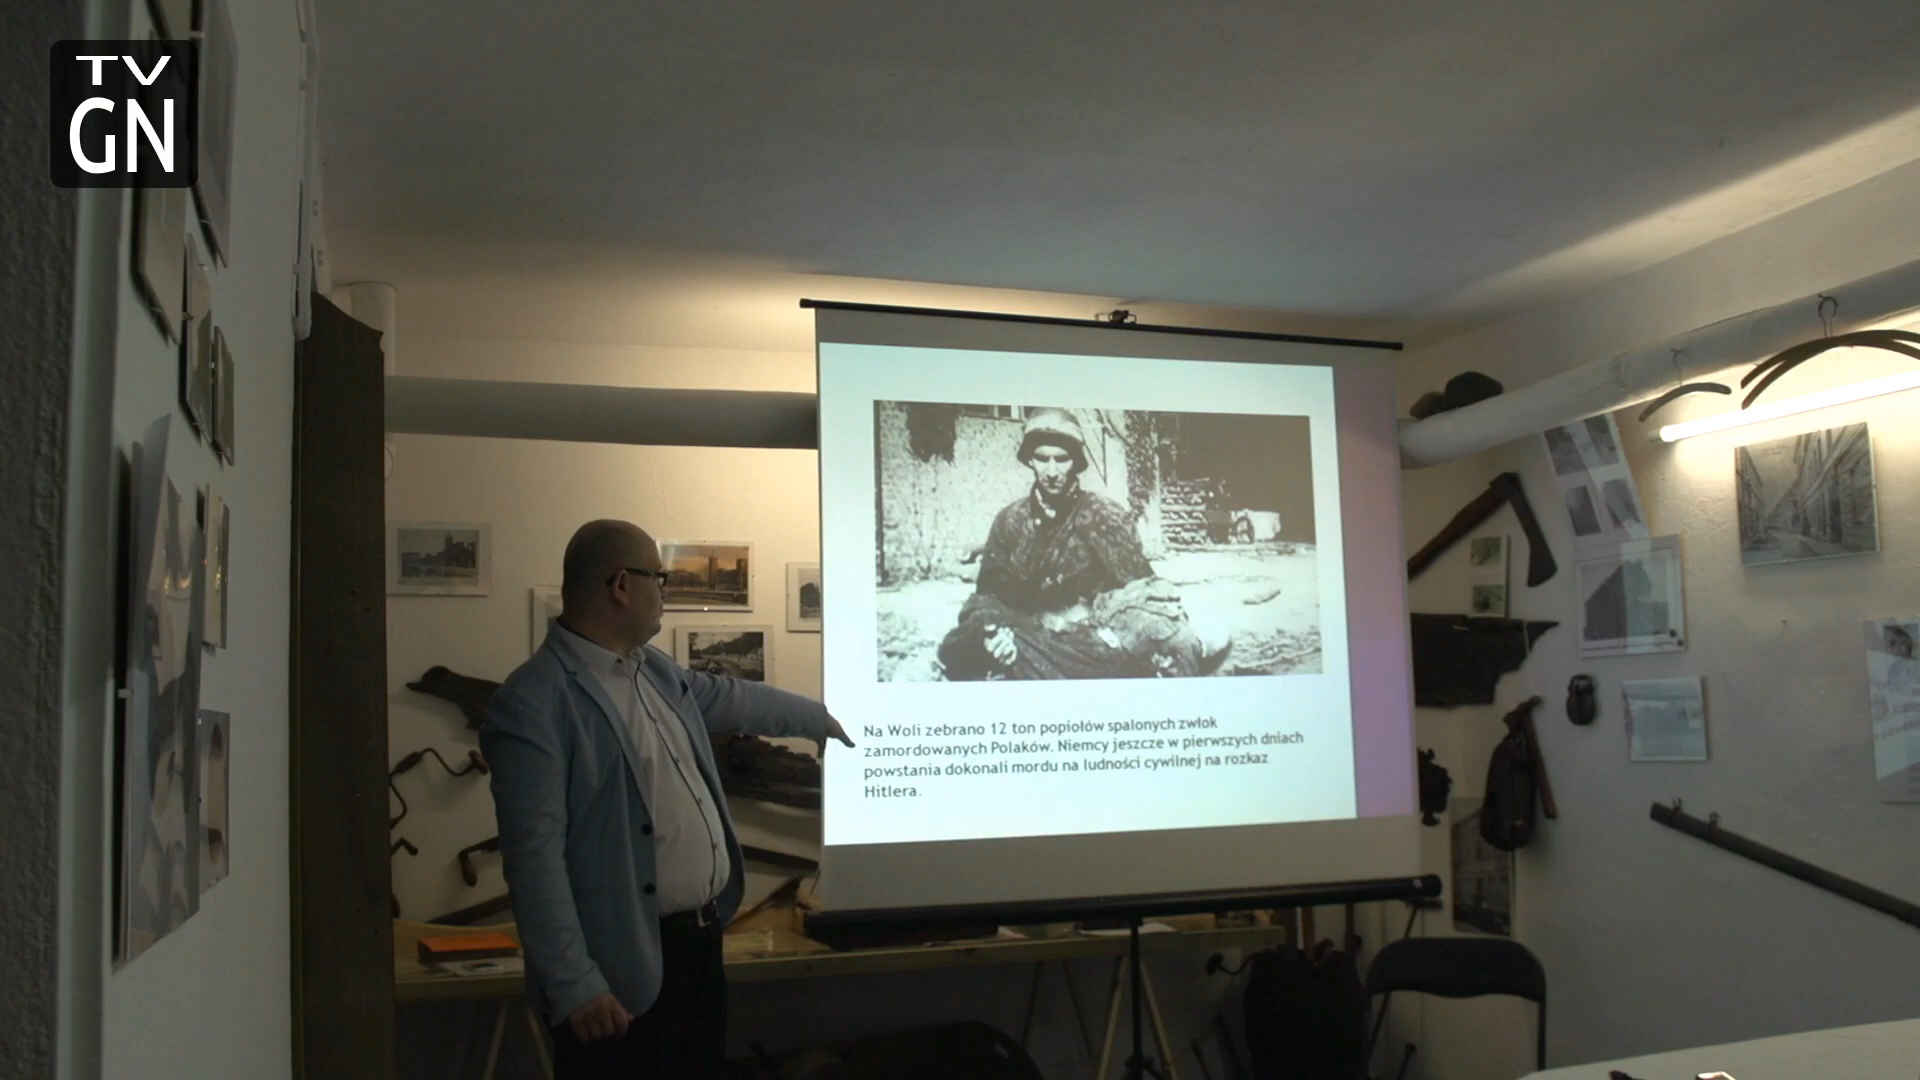 TV
GN
Na Woli zebrano 12 ton popiołów spalonych zwłok
zamordowanych Polaków. Niemcy jeszcze w pierwszych dniach
powstania dokonali mordu na ludności cywilnej na rozkaz
Hitlera.